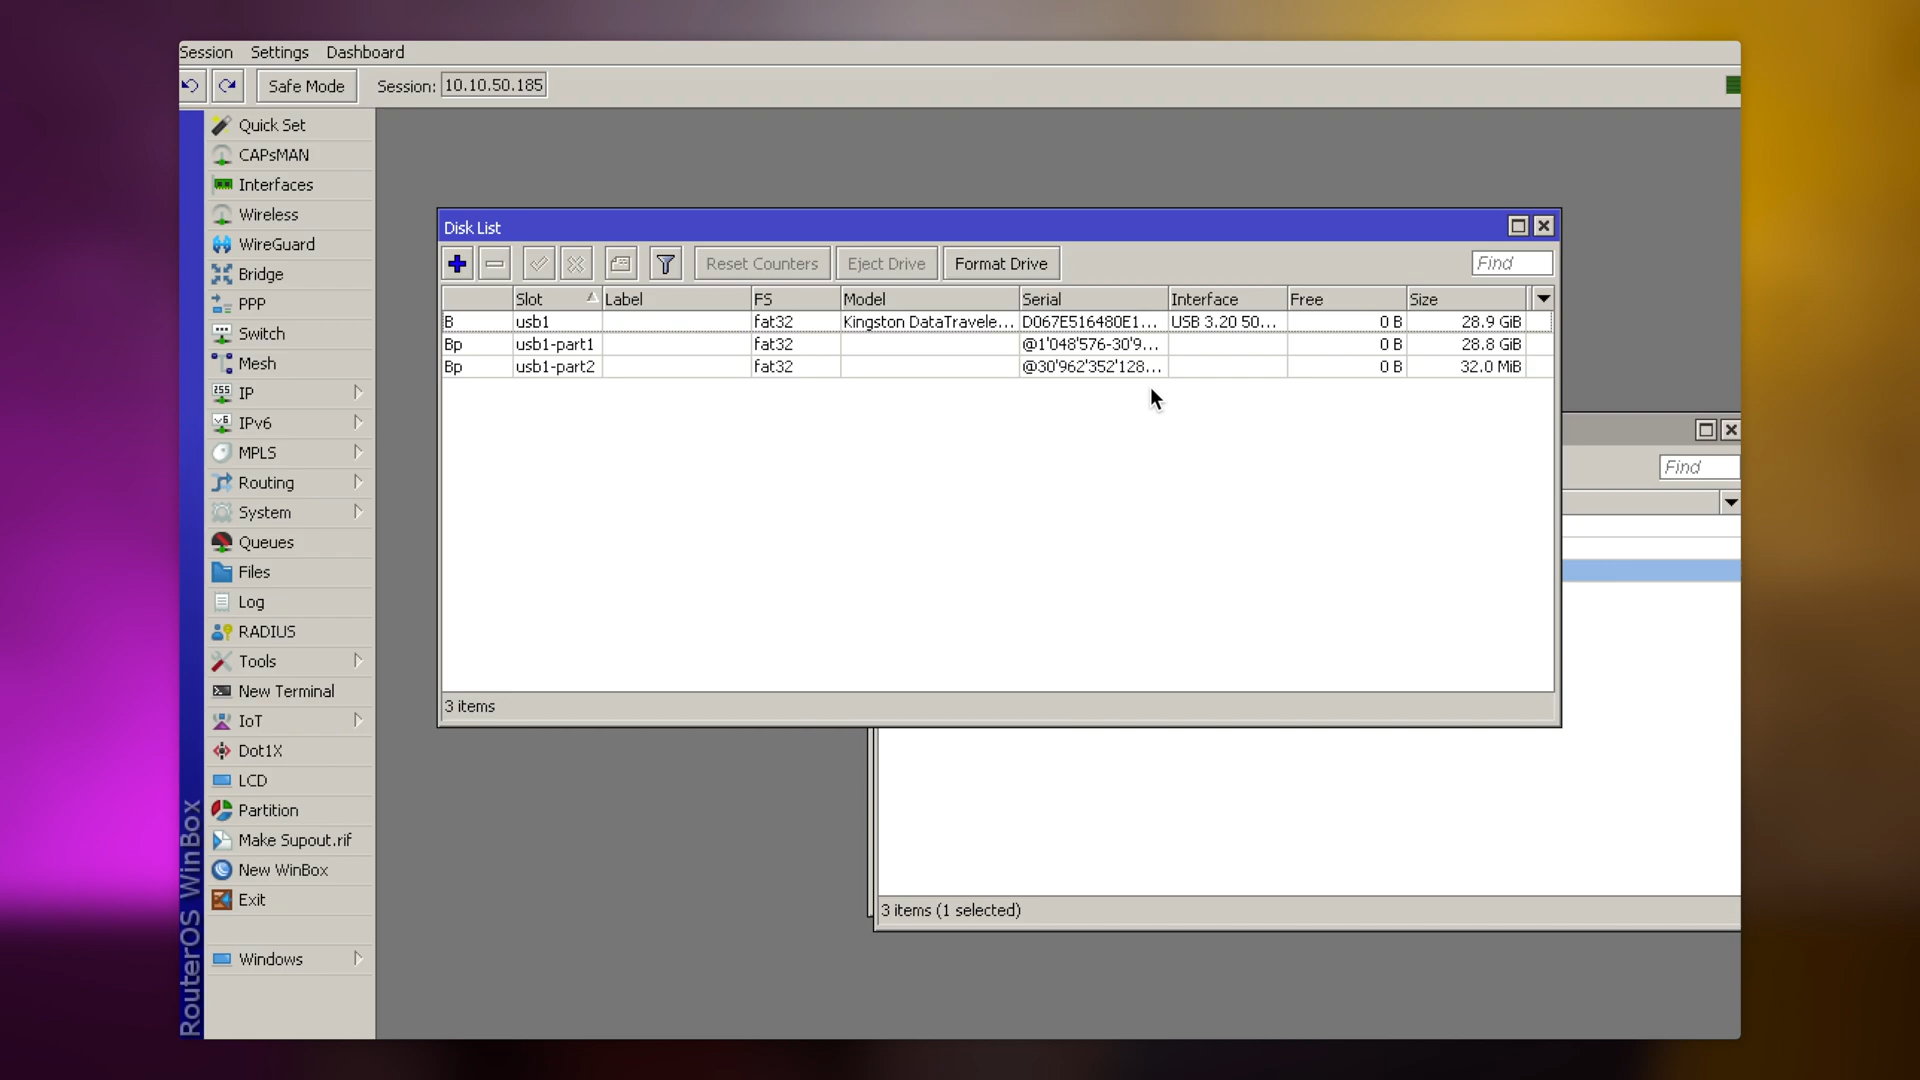 Session Settings Dashboard
Safe Mode Session: 10.10.50.185
Quick Set
CAPsMAN
Interfaces
Wireless
WireGuard
Bridge
PPP
Switch
Mesh
IP
IPv6
MPLS
Routing
System
Queues
Files
Log
RADIUS
Tools
New Terminal
IoT
Dot1X
LCD
Partition
Make Supout.rif
New WinBox
Exit
Windows
RouterOS WinBox
Disk List
Reset Counters Eject Drive Format Drive Find
Slot Label FS Model Serial Interface Free Size
B usb1 fat32 Kingston DataTravele... D067E516480E1... USB 3.20 50... 0 B 28.9 GiB
Bp usb1-part1 fat32 @1'048'576-30'9... 0 B 28.8 GiB
Bp usb1-part2 fat32 @30'962'352'128... 0 B 32.0 MiB
3 items
Find
3 items (1 selected)